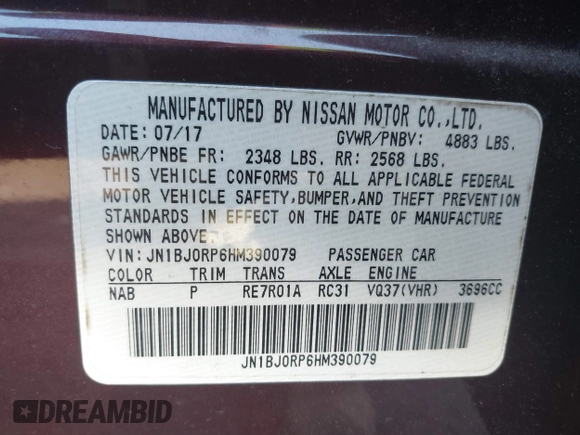 MANUFACTURED BY NISSAN MOTOR CO.,LTD.
DATE: 07/17 GVWR/PNBV: 4883 LBS.
GAWR/PNBE FR: 2348 LBS. RR: 2568 LBS.
THIS VEHICLE CONFORMS TO ALL APPLICABLE FEDERAL
MOTOR VEHICLE SAFETY,BUMPER,AND THEFT PREVENTION
STANDARDS IN EFFECT ON THE DATE OF MANUFACTURE
SHOWN ABOVE.
VIN: JN1BJ0RP6HM390079 PASSENGER CAR
COLOR TRIM TRANS AXLE ENGINE
NAB P RE7R01A RC31 VQ37(VHR) 3696CC
JN1BJ0RP6HM390079
DREAMBID